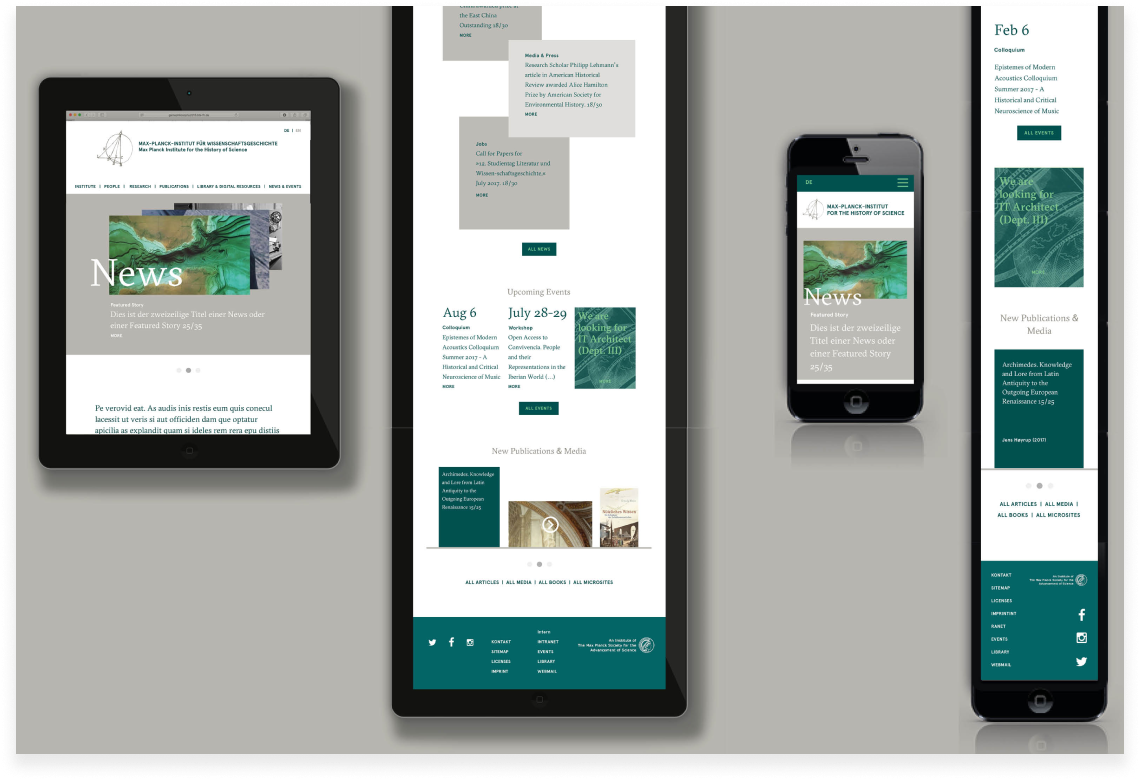 DE | EN
MAX-PLANCK-INSTITUT FÜR WISSENSCHAFTSGESCHICHTE
Max Planck Institute for the History of Science
INSTITUTE | PEOPLE | RESEARCH | PUBLICATIONS | LIBRARY & DIGITAL RESOURCES | NEWS & EVENTS
News
Featured Story
Dies ist der zweizeilige Titel einer News oder
einer Featured Story 25/35
MORE
Pe verovid eat. As audis inis restis eum quis conecul
lacessit ut veris si aut officiden dam que optatur
apicilia as explandit quam si ideles rem rera epu distiis
the East China
Outstanding 18/30
MORE
Media & Press
Research Scholar Philipp Lehmann's
article in American Historical
Review awarded Alice Hamilton
Prize by American Society for
Environmental History. 18/30
MORE
Jobs
Call for Papers for
«14. Studientag Literatur und
Wissen-schaftsgeschichte,»
July 2017. 18/30
MORE
ALL NEWS
Upcoming Events
Aug 6
Colloquium
Epistemes of Modern
Acoustics Colloquium
Summer 2017 – A
Historical and Critical
Neuroscience of Music
MORE
July 28-29
Workshop
Open Access to
Convivencia: People
and their
Representations in the
Iberian World (...)
MORE
We are
looking for
IT Architect
(Dept. III)
MORE
ALL EVENTS
New Publications & Media
Archimedes. Knowledge
and Lore from Latin
Antiquity to the
Outgoing European
Renaissance 15/25
ALL ARTICLES | ALL MEDIA | ALL BOOKS | ALL MICROSITES
KONTAKT
SITEMAP
LICENSES
IMPRINT
Intern
INTRANET
EVENTS
LIBRARY
WEBMAIL
An Institute of
The Max Planck Society for the
Advancement of Science
DE
MAX-PLANCK-INSTITUT
FOR THE HISTORY OF SCIENCE
News
Featured Story
Dies ist der zweizeilige
Titel einer News oder
einer Featured Story
25/35
Feb 6
Colloquium
Epistemes of Modern
Acoustics Colloquium
Summer 2017 – A
Historical and Critical
Neuroscience of Music
ALL EVENTS
We are
looking for
IT Architect
(Dept. III)
MORE
New Publications &
Media
Archimedes. Knowledge
and Lore from Latin
Antiquity to the
Outgoing European
Renaissance 15/25
Jens Høyrup (2017)
ALL ARTICLES | ALL MEDIA |
ALL BOOKS | ALL MICROSITES
KONTAKT
SITEMAP
LICENSES
IMPRINTINT
RANET
EVENTS
LIBRARY
WEBMAIL
An Institute of
The Max Planck Society for the
Advancement of Science